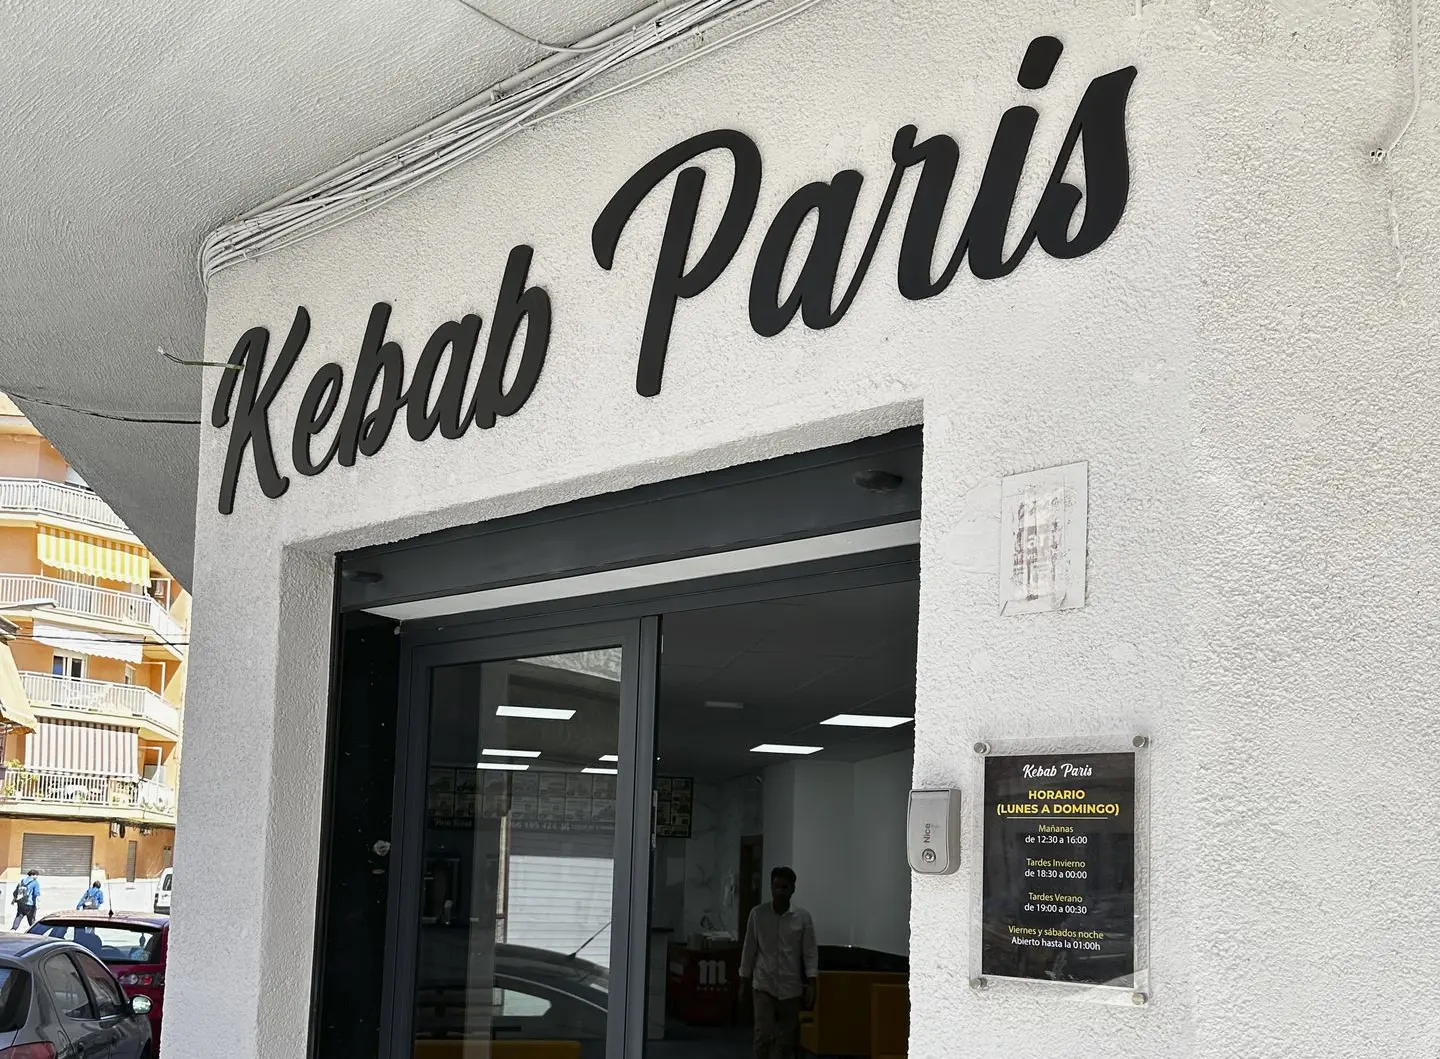 Kebab Paris
Nice
Kebab Paris
HORARIO
(LUNES A DOMINGO)
Mañanas
de 12:30 a 16:00
Tardes Invierno
de 18:30 a 00:00
Tardes Verano
de 19:00 a 00:30
Viernes y sábados noche
Abierto hasta la 01:00h